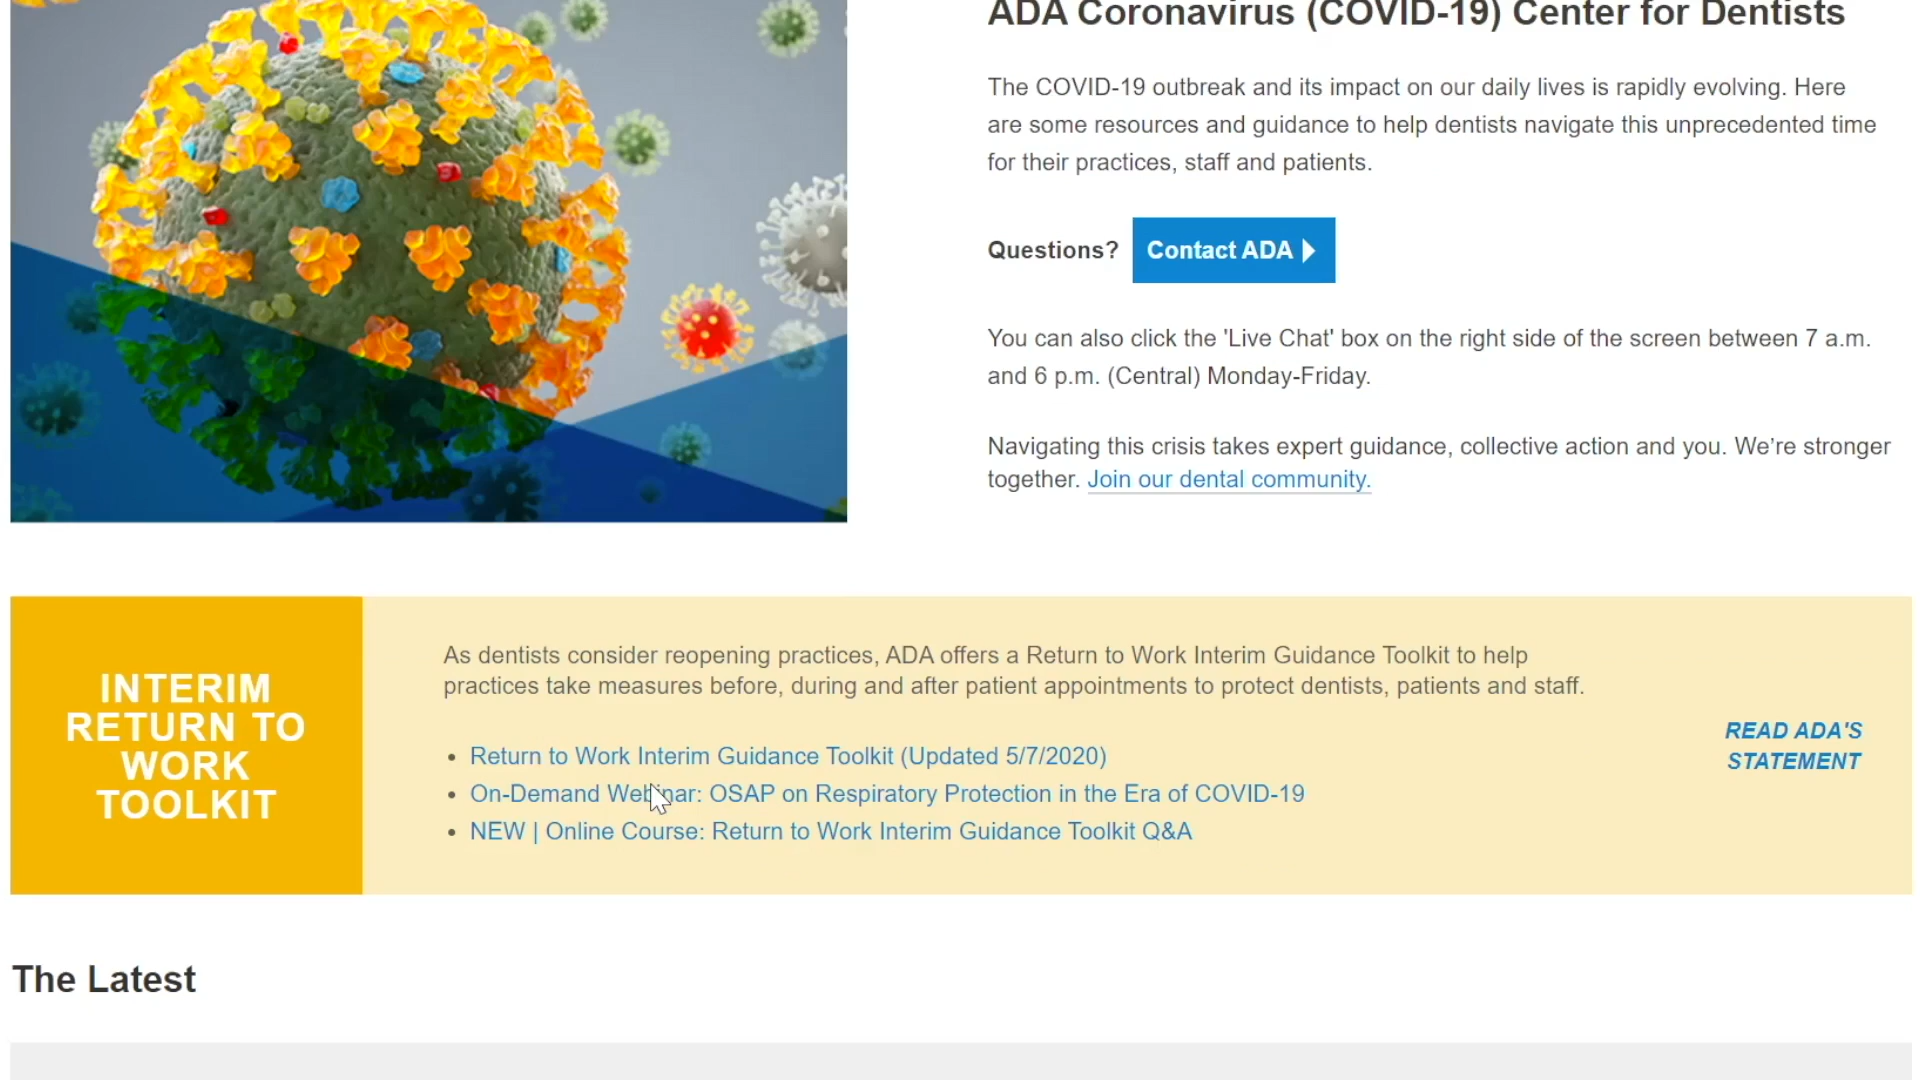 ADA Coronavirus (COVID-19) Center for Dentists
The COVID-19 outbreak and its impact on our daily lives is rapidly evolving. Here
are some resources and guidance to help dentists navigate this unprecedented time
for their practices, staff and patients.
Questions? Contact ADA
You can also click the 'Live Chat' box on the right side of the screen between 7 a.m.
and 6 p.m. (Central) Monday-Friday.
Navigating this crisis takes expert guidance, collective action and you. We’re stronger
together. Join our dental community.
INTERIM
RETURN TO
WORK
TOOLKIT
As dentists consider reopening practices, ADA offers a Return to Work Interim Guidance Toolkit to help
practices take measures before, during and after patient appointments to protect dentists, patients and staff.
• Return to Work Interim Guidance Toolkit (Updated 5/7/2020)
• On-Demand Webinar: OSAP on Respiratory Protection in the Era of COVID-19
• NEW | Online Course: Return to Work Interim Guidance Toolkit Q&A
READ ADA'S
STATEMENT
The Latest